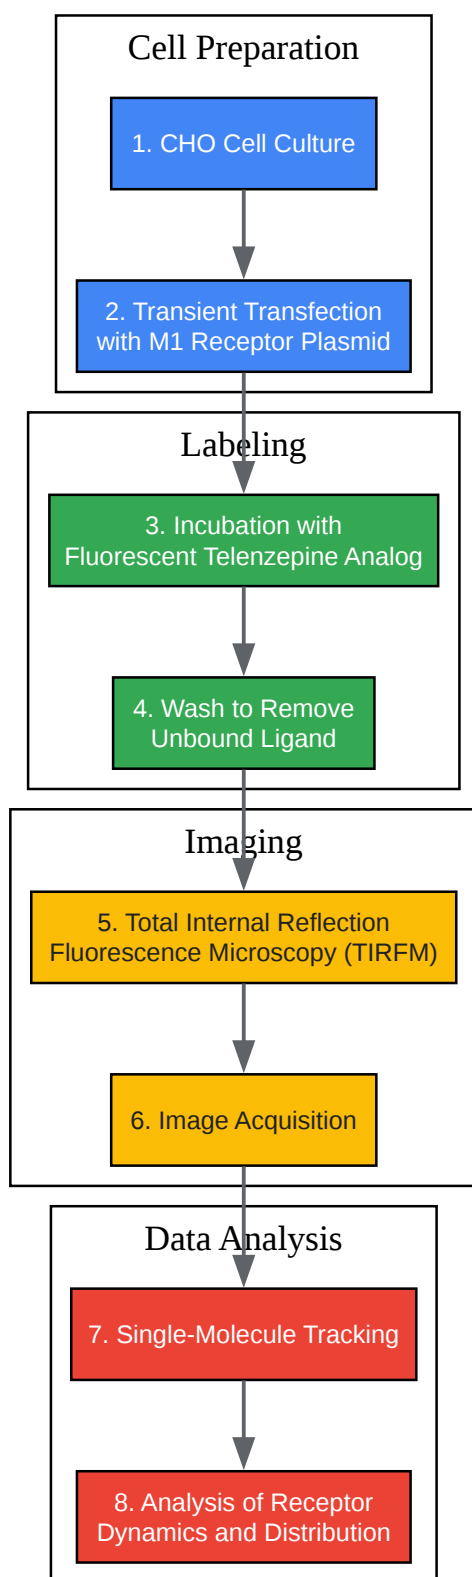 Cell Preparation
1. CHO Cell Culture
2. Transient Transfection
with M1 Receptor Plasmid
Labeling
3. Incubation with
Fluorescent Telenzepine Analog
4. Wash to Remove
Unbound Ligand
Imaging
5. Total Internal Reflection
Fluorescence Microscopy (TIRFM)
6. Image Acquisition
Data Analysis
7. Single-Molecule Tracking
8. Analysis of Receptor
Dynamics and Distribution